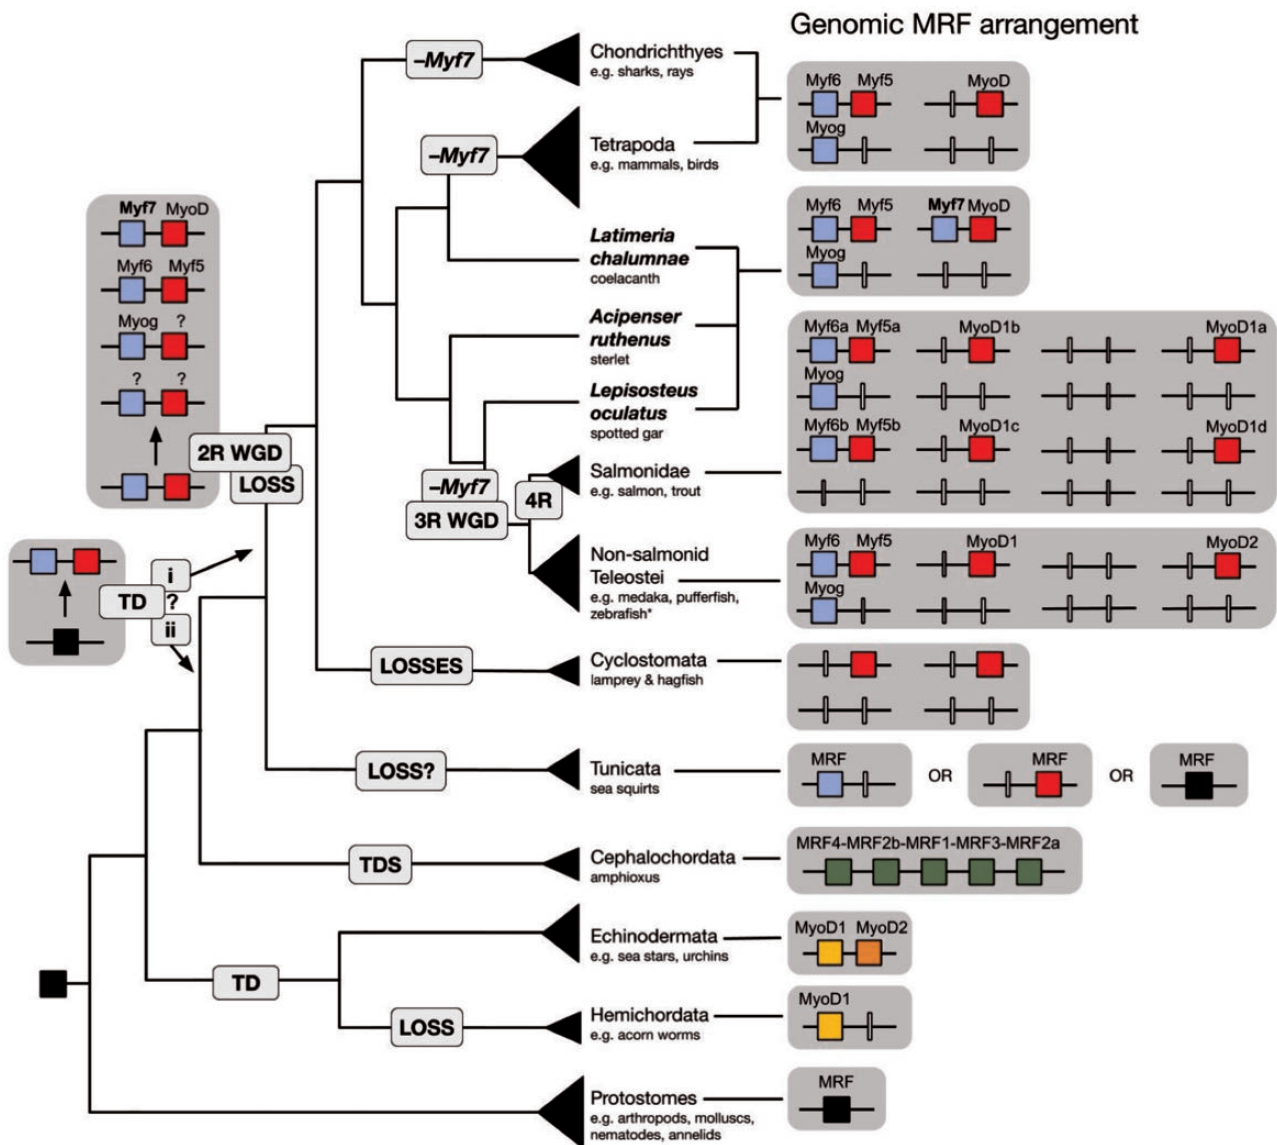 Genomic MRF arrangement
–Myf7
Chondrichthyes
e.g. sharks, rays
Myf6 Myf5 MyoD
Myog
–Myf7
Tetrapoda
e.g. mammals, birds
Myf7 MyoD
Myf6 Myf5
Myog ?
? ?
Latimeria
chalumnae
coelacanth
Myf6 Myf5 Myf7 MyoD
Myog
Acipenser
ruthenus
sterlet
Lepisosteus
oculatus
spotted gar
Myf6a Myf5a MyoD1b MyoD1a
Myog
Myf6b Myf5b MyoD1c MyoD1d
2R WGD
LOSS
–Myf7
3R WGD
4R
Salmonidae
e.g. salmon, trout
Non-salmonid
Teleostei
e.g. medaka, pufferfish,
zebrafish*
Myf6 Myf5 MyoD1 MyoD2
Myog
TD
i
?
ii
LOSSES
Cyclostomata
lamprey & hagfish
LOSS?
Tunicata
sea squirts
MRF OR MRF OR MRF
TDS
Cephalochordata
amphioxus
MRF4-MRF2b-MRF1-MRF3-MRF2a
TD
Echinodermata
e.g. sea stars, urchins
MyoD1 MyoD2
LOSS
Hemichordata
e.g. acorn worms
MyoD1
Protostomes
e.g. arthropods, molluscs,
nematodes, annelids
MRF